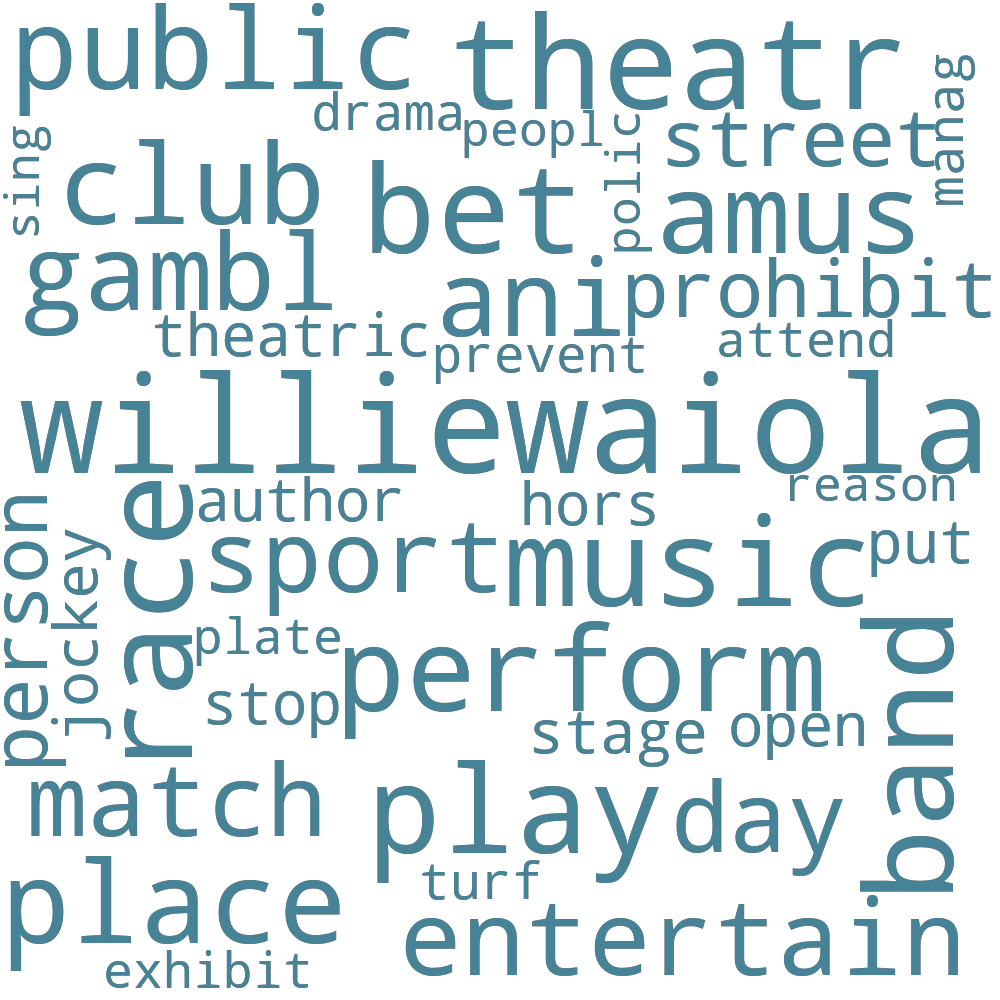 public
theatr
drama
peopl
manag
sing
club
bet
polic
street
amus
gambl
ani
prohibit
theatric
prevent
attend
williewaiola
person
race
author
hors
reason
jockey
sport
music
put
plate
perform
band
stop
stage
open
match
play
day
place
turf
entertain
exhibit